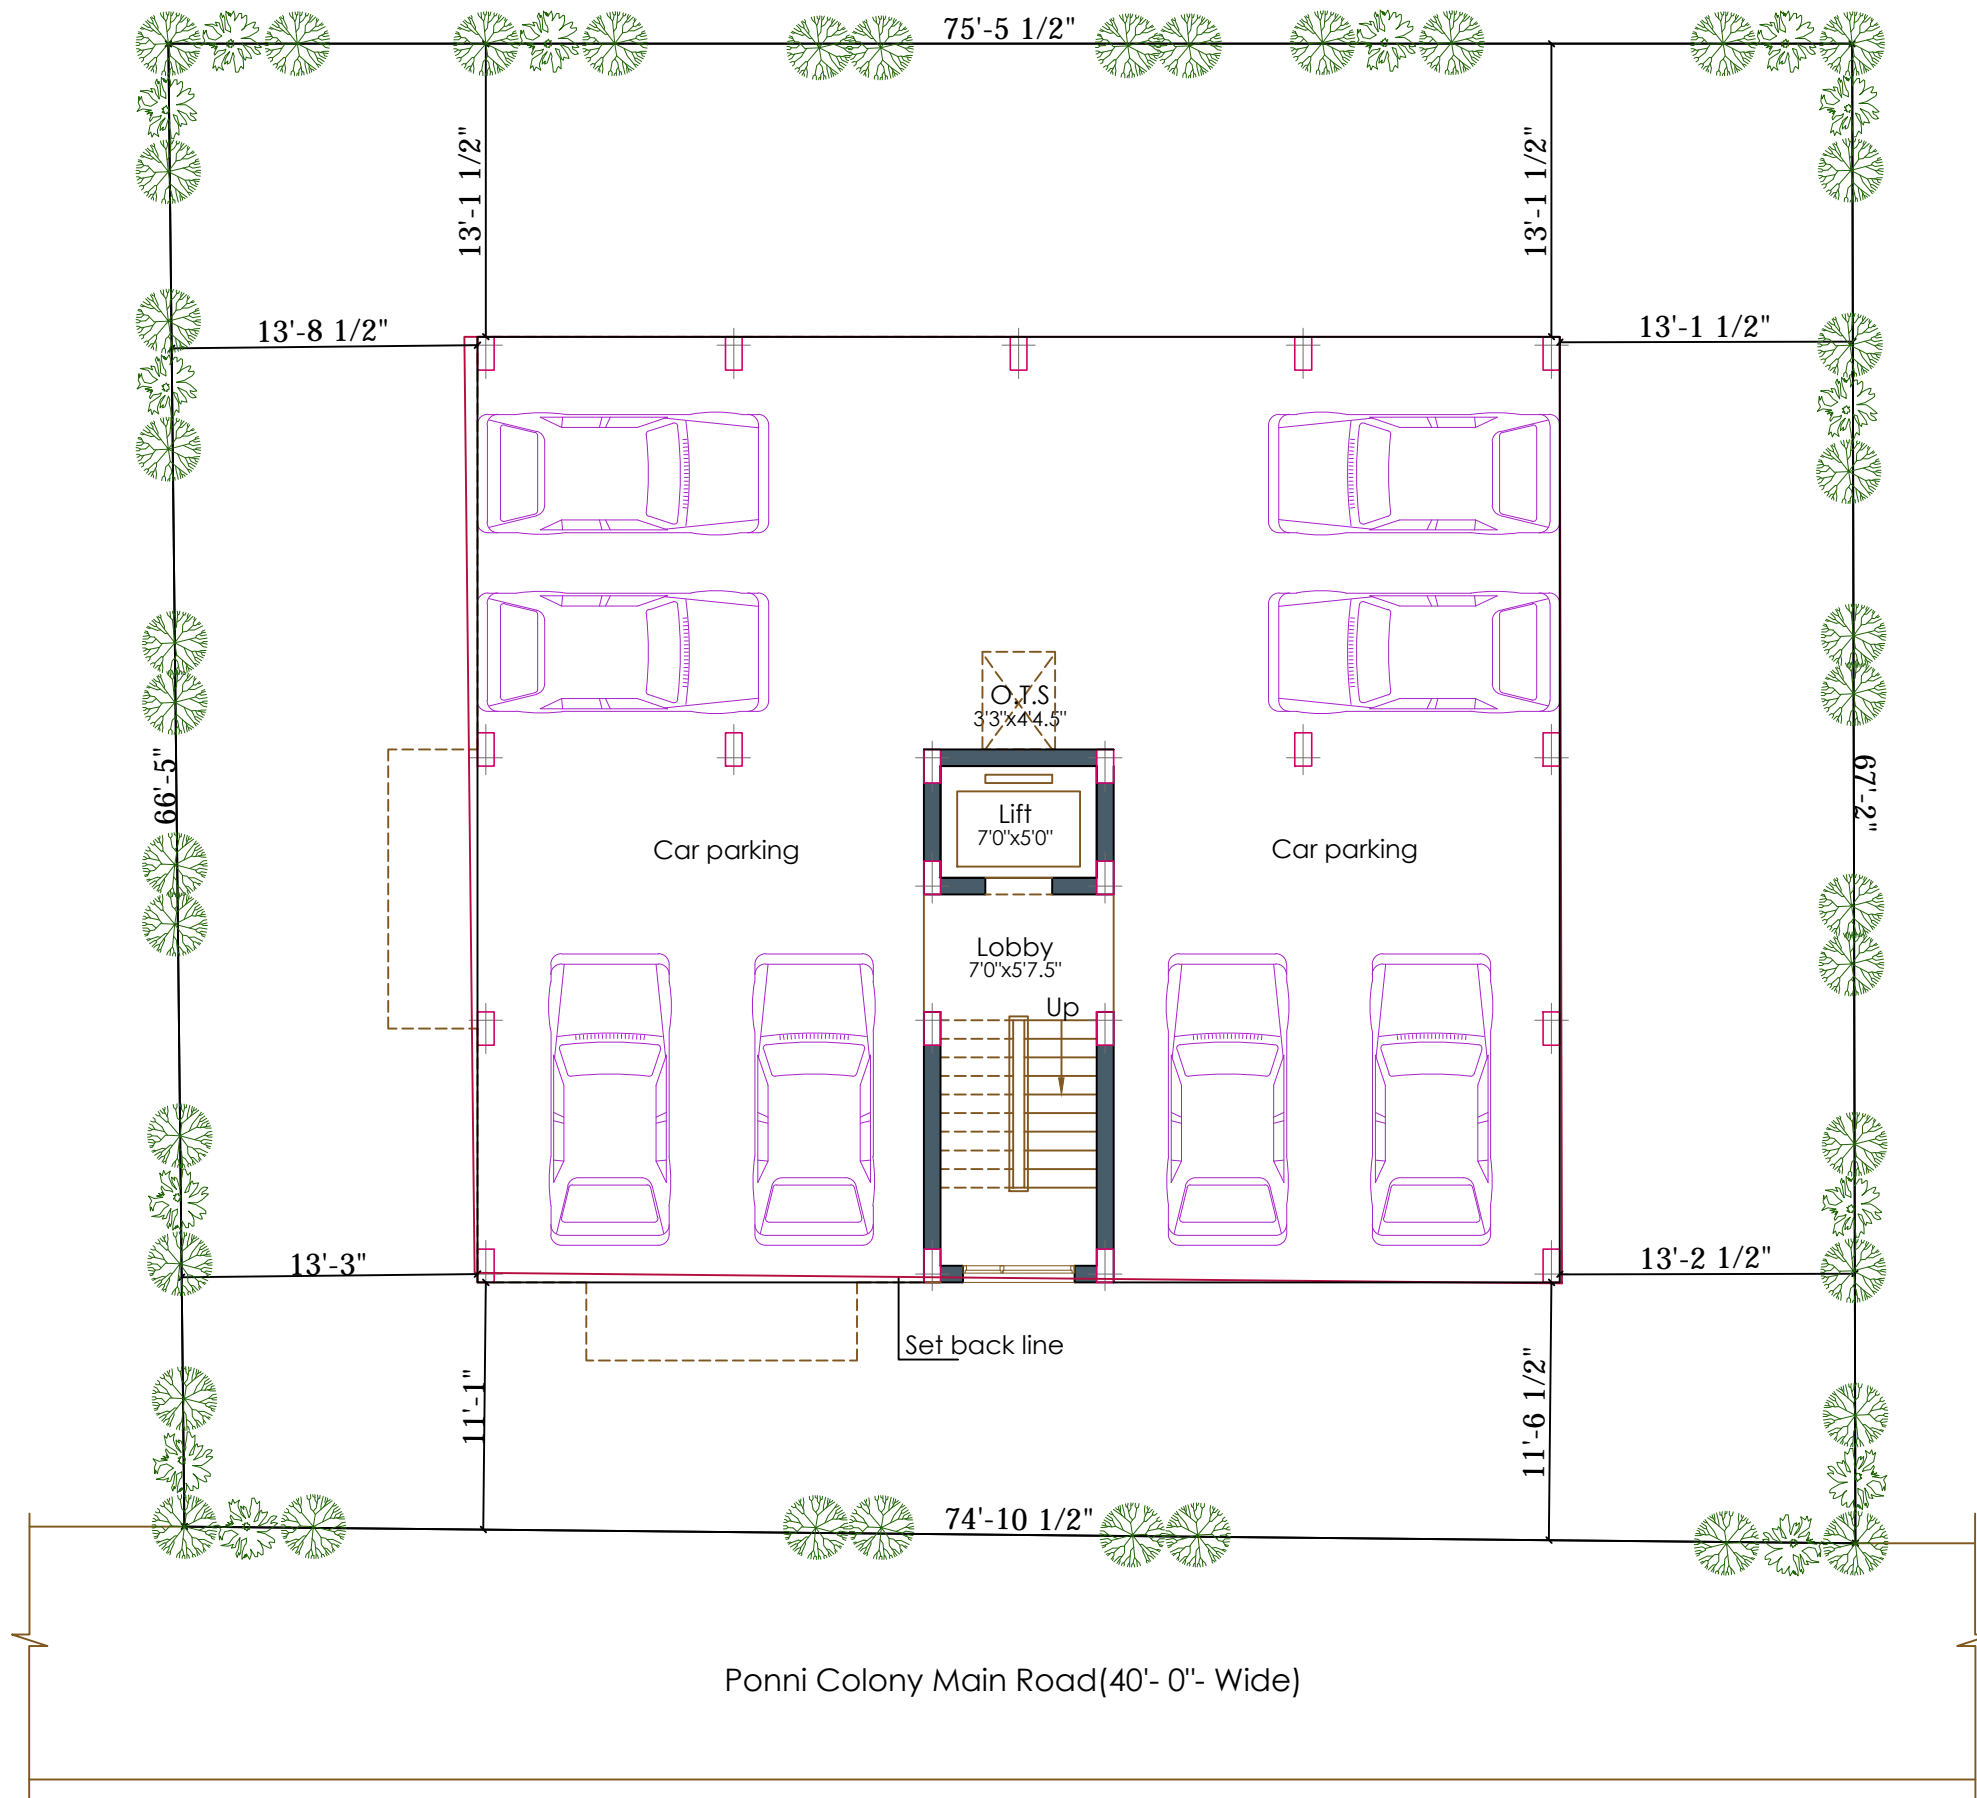 75'-5 1/2"
13'-1 1/2"
13'-1 1/2"
13'-8 1/2"
13'-1 1/2"
O.T.S
3'3"x4'4.5"
66'-5"
67'-2"
Lift
7'0"x5'0"
Car parking
Car parking
Lobby
7'0"x5'7.5"
Up
13'-3"
13'-2 1/2"
Set back line
11'-1"
11'-6 1/2"
74'-10 1/2"
Ponni Colony Main Road(40'- 0"- Wide)